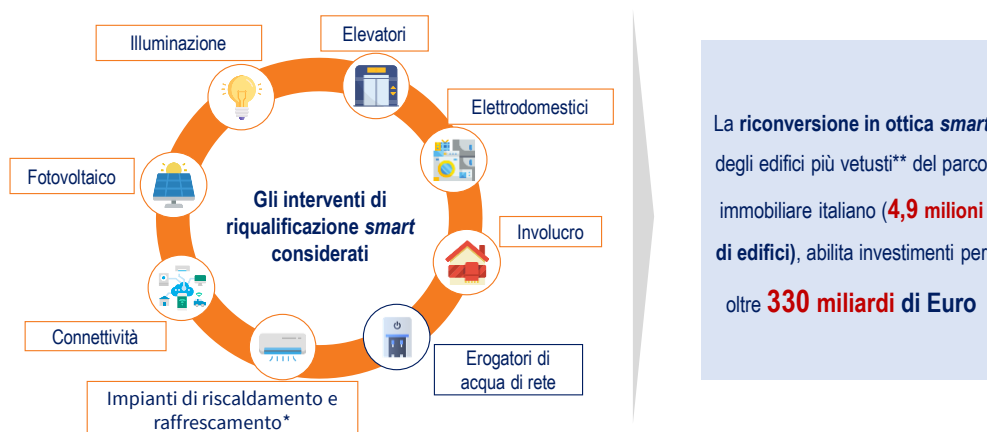 Illuminazione
Elevatori
Elettrodomestici
Fotovoltaico
Gli interventi di
riqualificazione smart
considerati
Involucro
Connettività
Erogatori di
acqua di rete
Impianti di riscaldamento e
raffrescamento*
La riconversione in ottica smart
degli edifici più vetusti** del parco
immobiliare italiano (4,9 milioni
di edifici), abilita investimenti per
oltre 330 miliardi di Euro